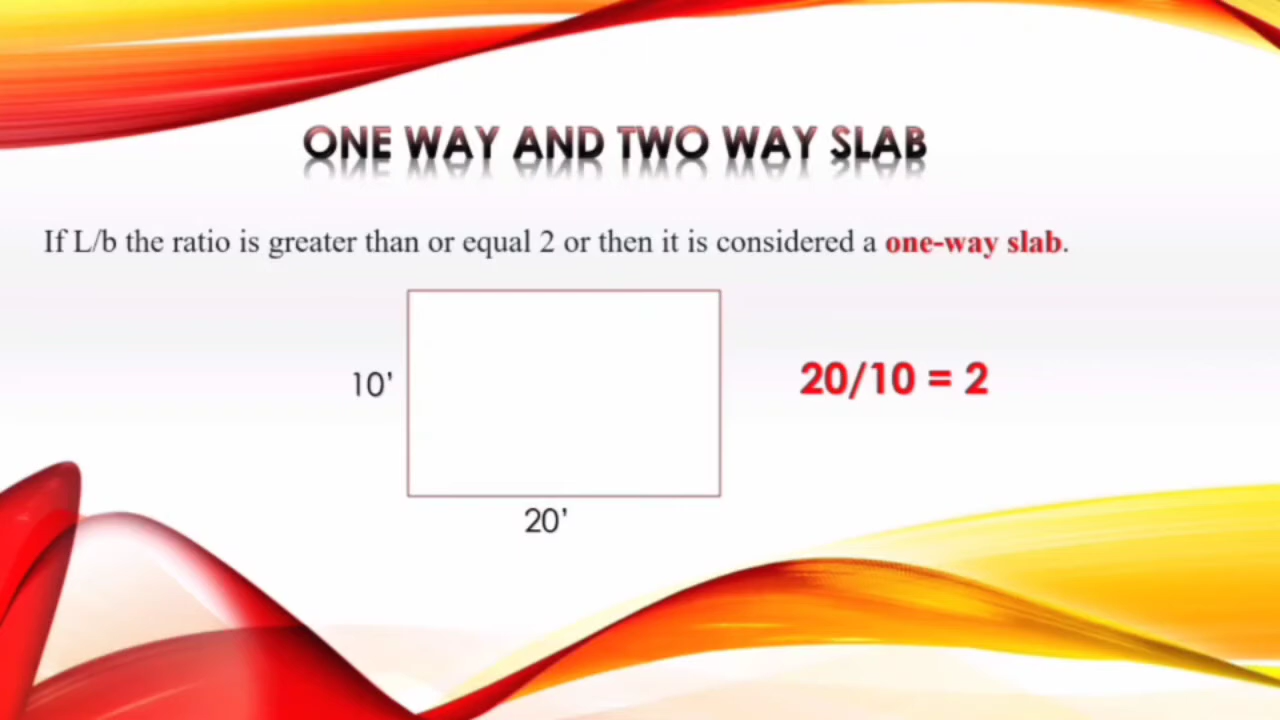 ONE WAY AND TWO WAY SLAB
If L/b the ratio is greater than or equal 2 or then it is considered a one-way slab.
10’
20/10 = 2
20’